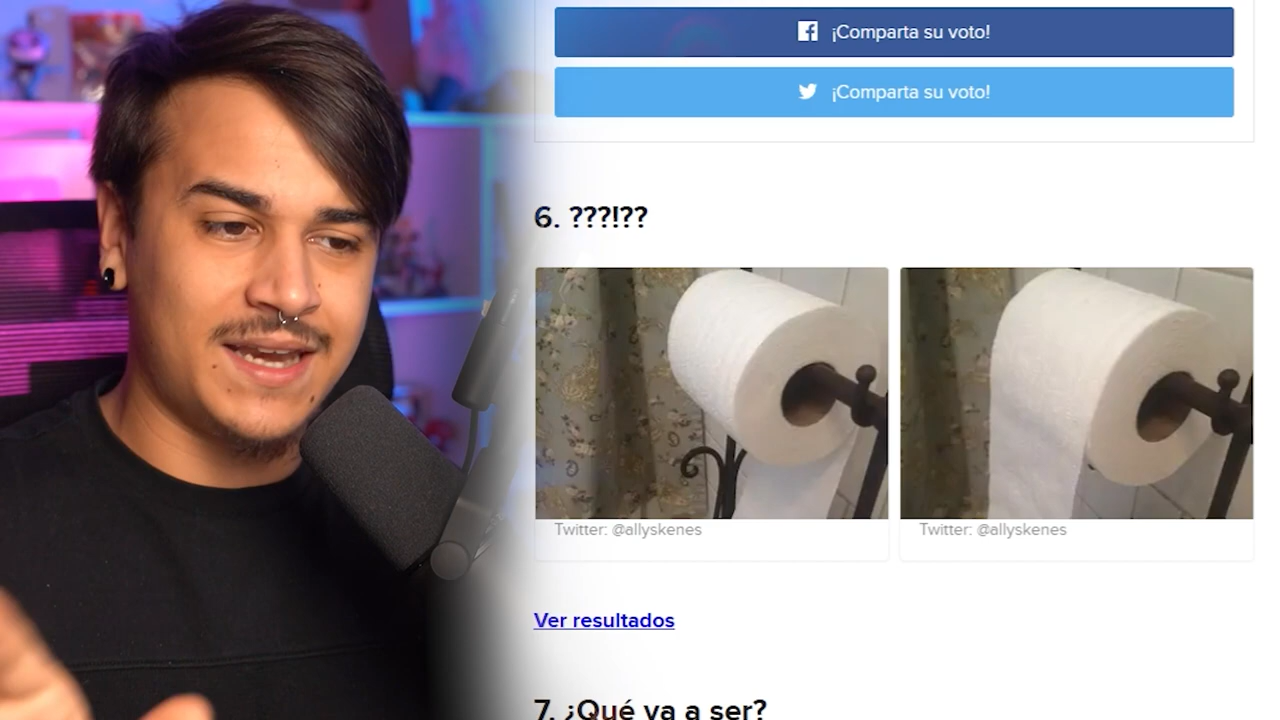 ¡Comparta su voto!
¡Comparta su voto!
6. ???!??
Twitter: @allyskenes
Twitter: @allyskenes
Ver resultados
7. ¿Qué va a ser?